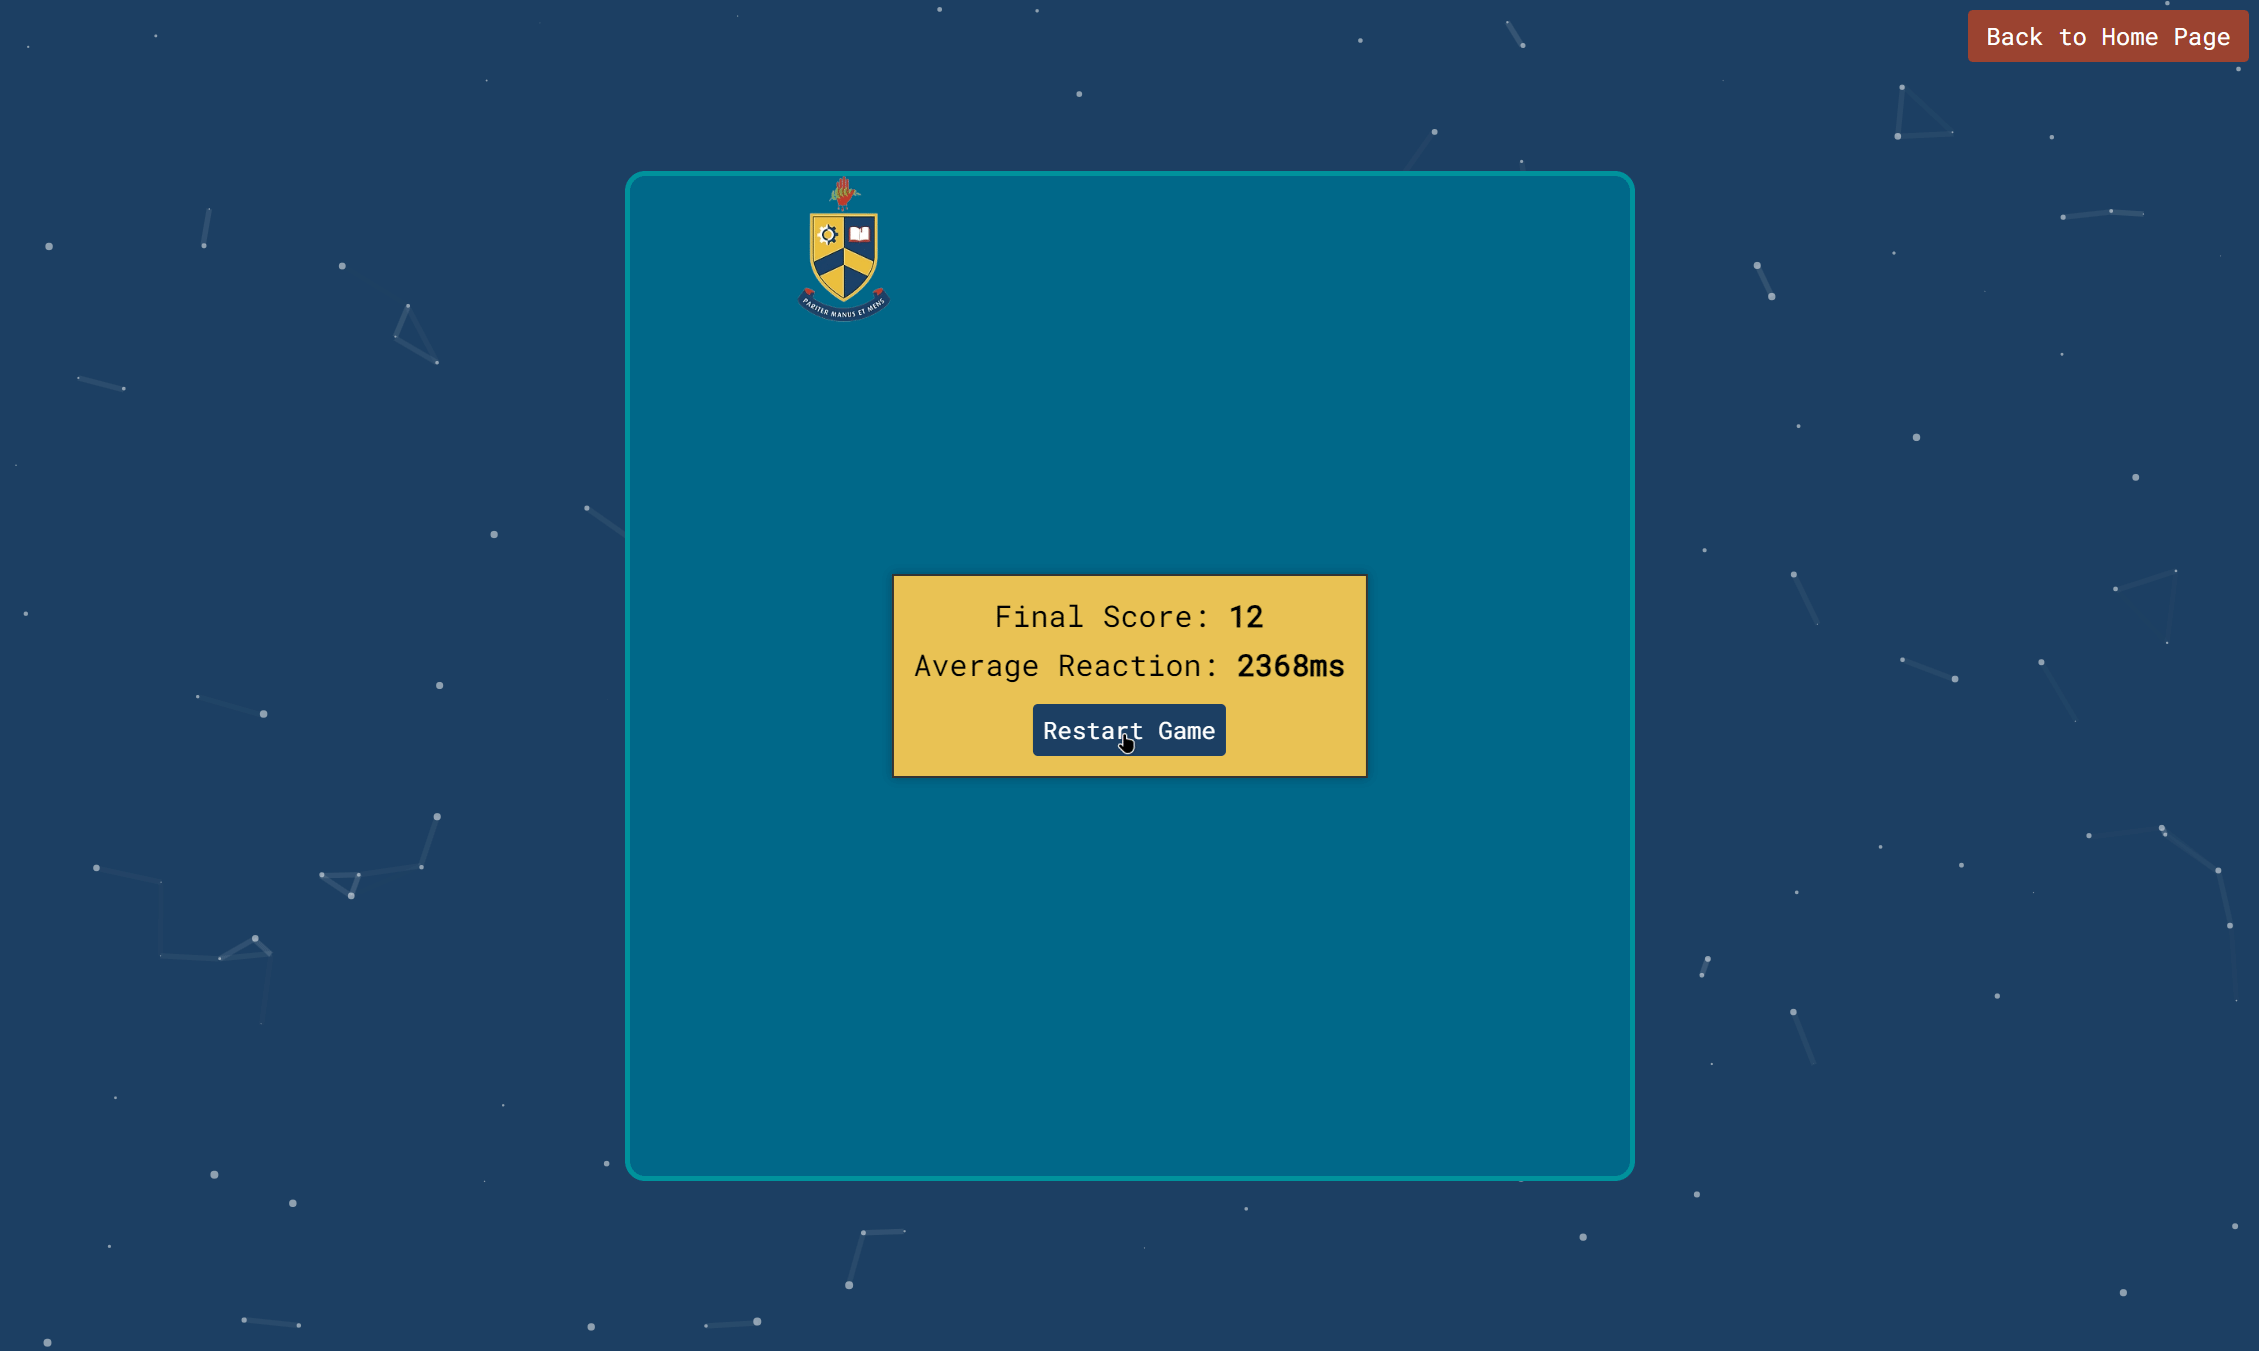 Back to Home Page
PARITER MANUS ET MENS
Final Score: 12
Average Reaction: 2368ms
Restart Game